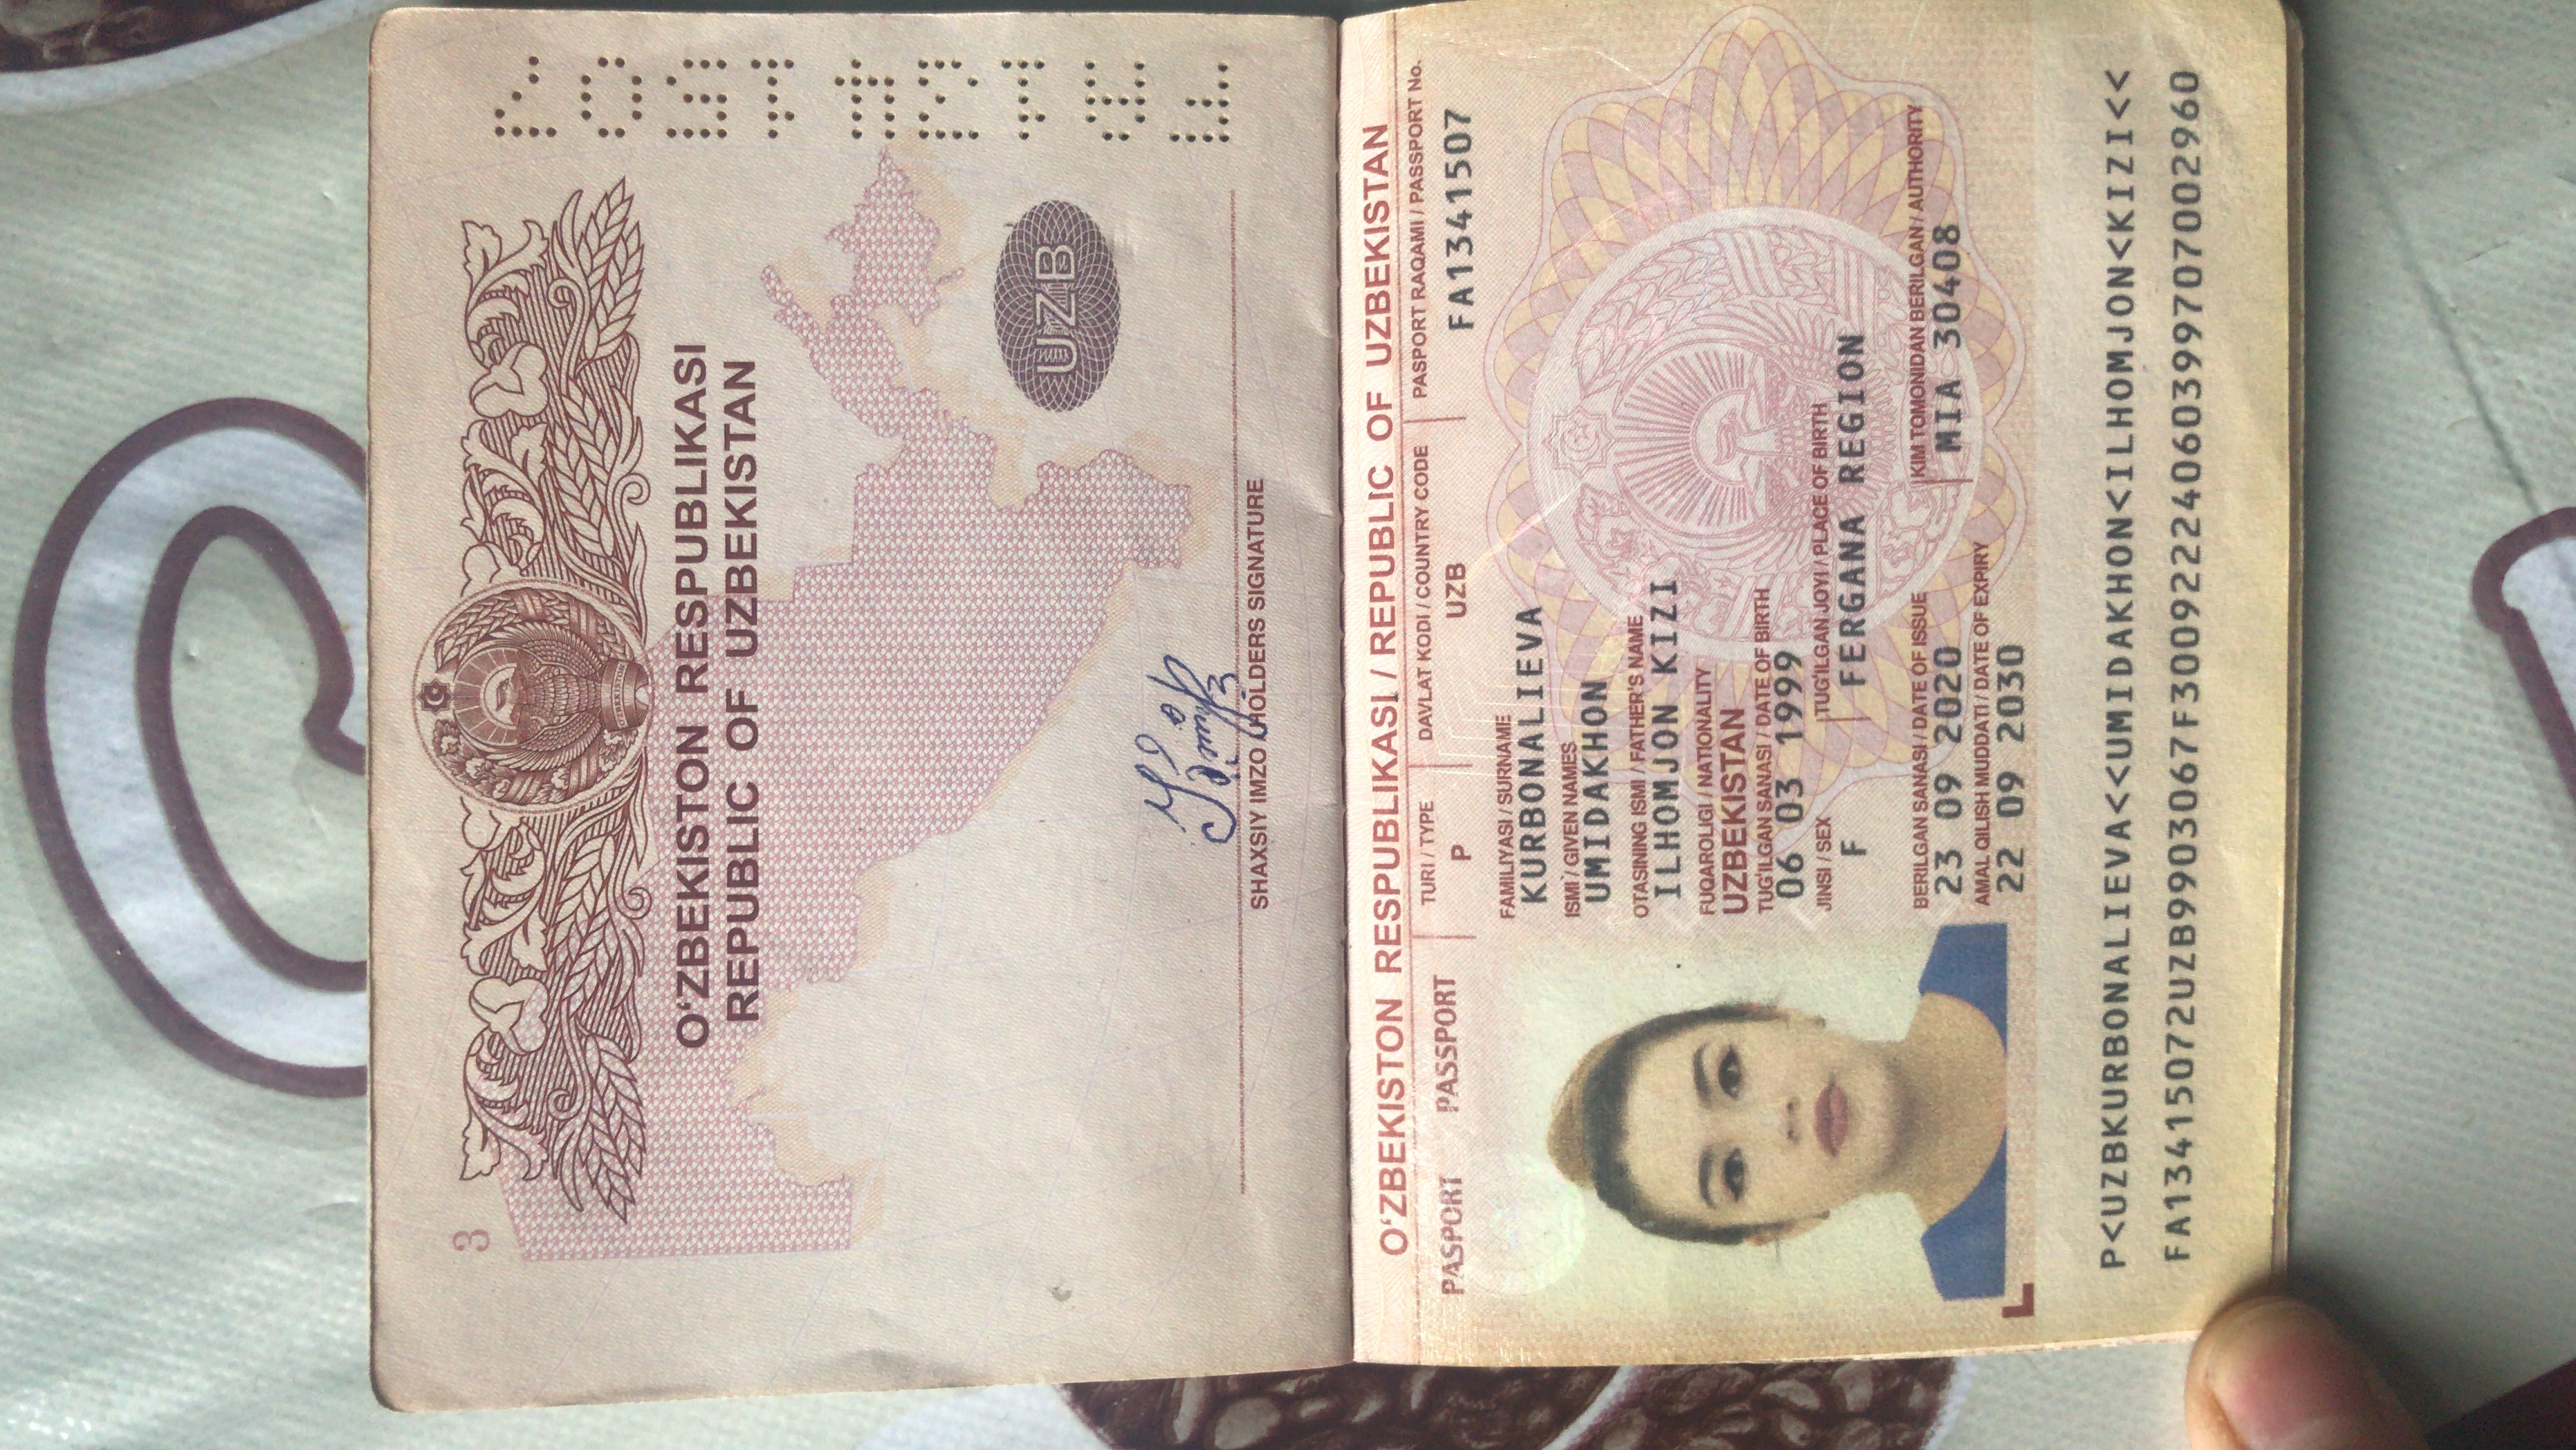 3
O'ZBEKISTON
O‘ZBEKISTON RESPUBLIKASI
REPUBLIC OF UZBEKISTAN
UZB
FA1341507
SHAXSIY IMZO / HOLDERS SIGNATURE
O‘ZBEKISTON RESPUBLIKASI / REPUBLIC OF UZBEKISTAN
PASPORT PASSPORT
TURI / TYPE
P
DAVLAT KODI / COUNTRY CODE
UZB
PASPORT RAQAMI / PASSPORT No.
FA1341507
FAMILIYASI / SURNAME
KURBONALIEVA
ISMI / GIVEN NAMES
UMIDAKHON
OTASINING ISMI / FATHER'S NAME
ILHOMJON KIZI
FUQAROLIGI / NATIONALITY
UZBEKISTAN
TUG'ILGAN SANASI / DATE OF BIRTH
06 03 1999
JINSI / SEX
F
TUG'ILGAN JOYI / PLACE OF BIRTH
FERGANA REGION
BERILGAN SANASI / DATE OF ISSUE
23 09 2020
KIM TOMONIDAN BERILGAN / AUTHORITY
MIA 30408
AMAL QILISH MUDDATI / DATE OF EXPIRY
22 09 2030
P<UZBKURBONALIEVA<<UMIDAKHON<ILHOMJON<KIZI<<
FA13415072UZB9903067F30092224060399707002960